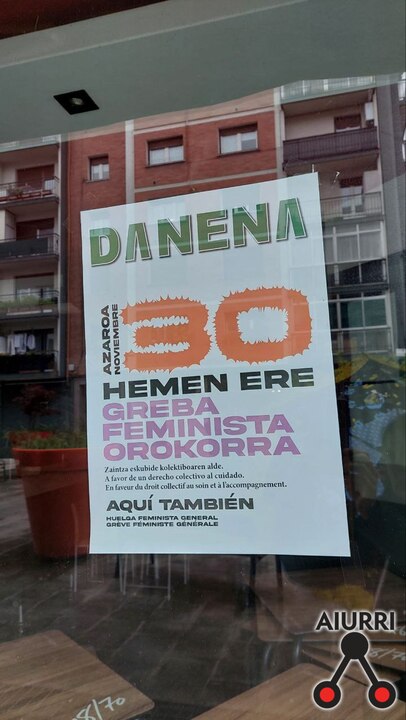 DANENA
AZAROA
NOVIEMBRE
30
HEMEN ERE
GREBA
FEMINISTA
OROKORRA
Zaintza eskubide kolektiboaren alde.
A favor de un derecho colectivo al cuidado.
En faveur du droit collectif au soin et à l'accompagnement.
AQUÍ TAMBIÉN
HUELGA FEMINISTA GENERAL
GRÈVE FÉMINISTE GÉNÉRALE
AIURRI